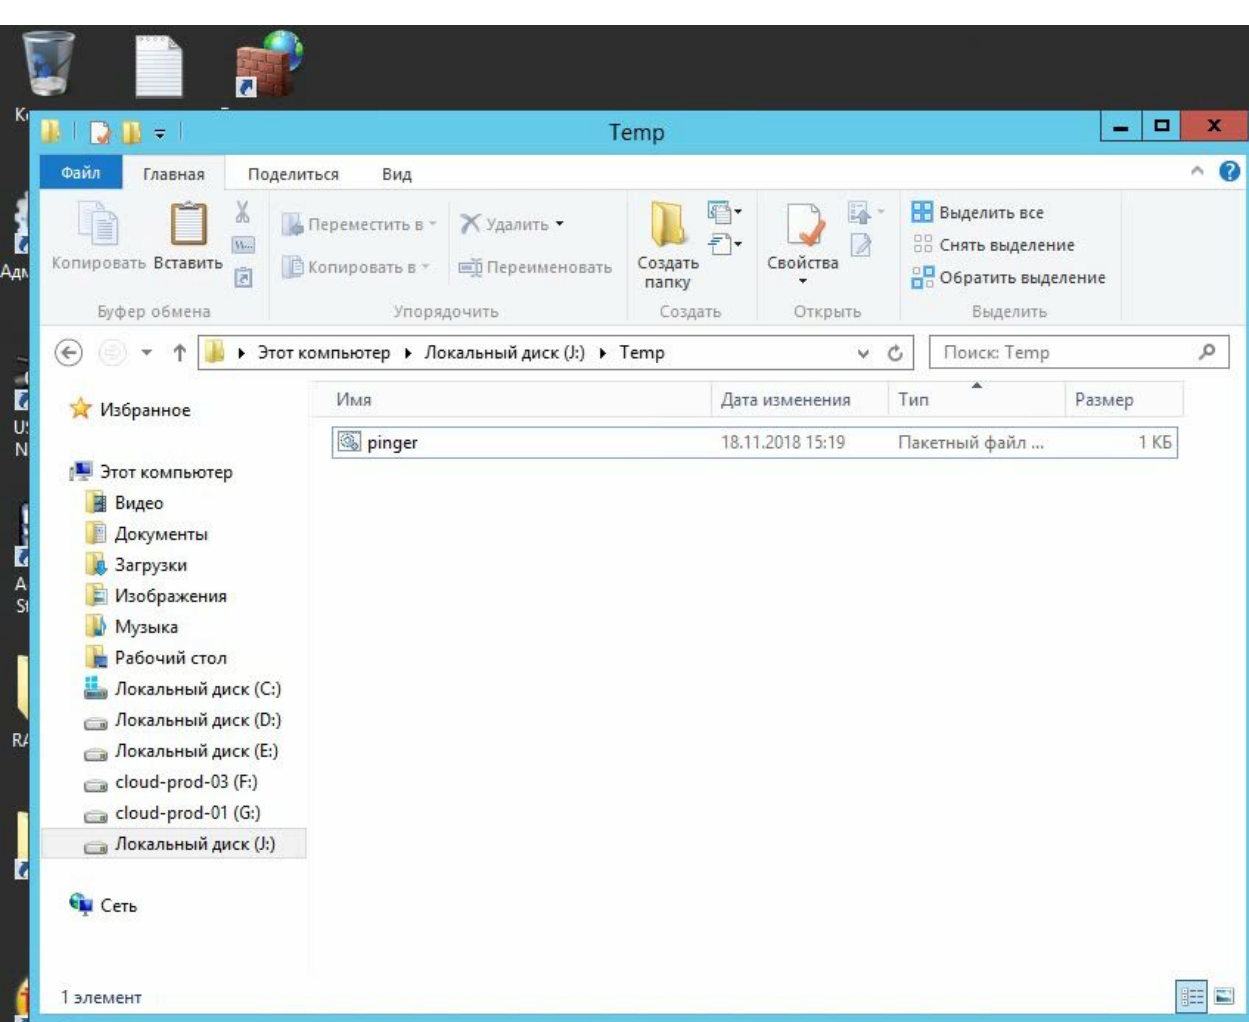 Temp
Файл Главная Поделиться Вид
Копировать Вставить
Переместить в
Копировать в
Удалить
Переименовать
Создать папку
Свойства
Выделить все
Снять выделение
Обратить выделение
Буфер обмена Упорядочить Создать Открыть Выделить
Этот компьютер Локальный диск (J:) Temp
Поиск: Temp
Имя Дата изменения Тип Размер
pinger 18.11.2018 15:19 Пакетный файл ... 1 КБ
Избранное
Этот компьютер
Видео
Документы
Загрузки
Изображения
Музыка
Рабочий стол
Локальный диск (C:)
Локальный диск (D:)
Локальный диск (E:)
cloud-prod-03 (F:)
cloud-prod-01 (G:)
Локальный диск (J:)
Сеть
1 элемент